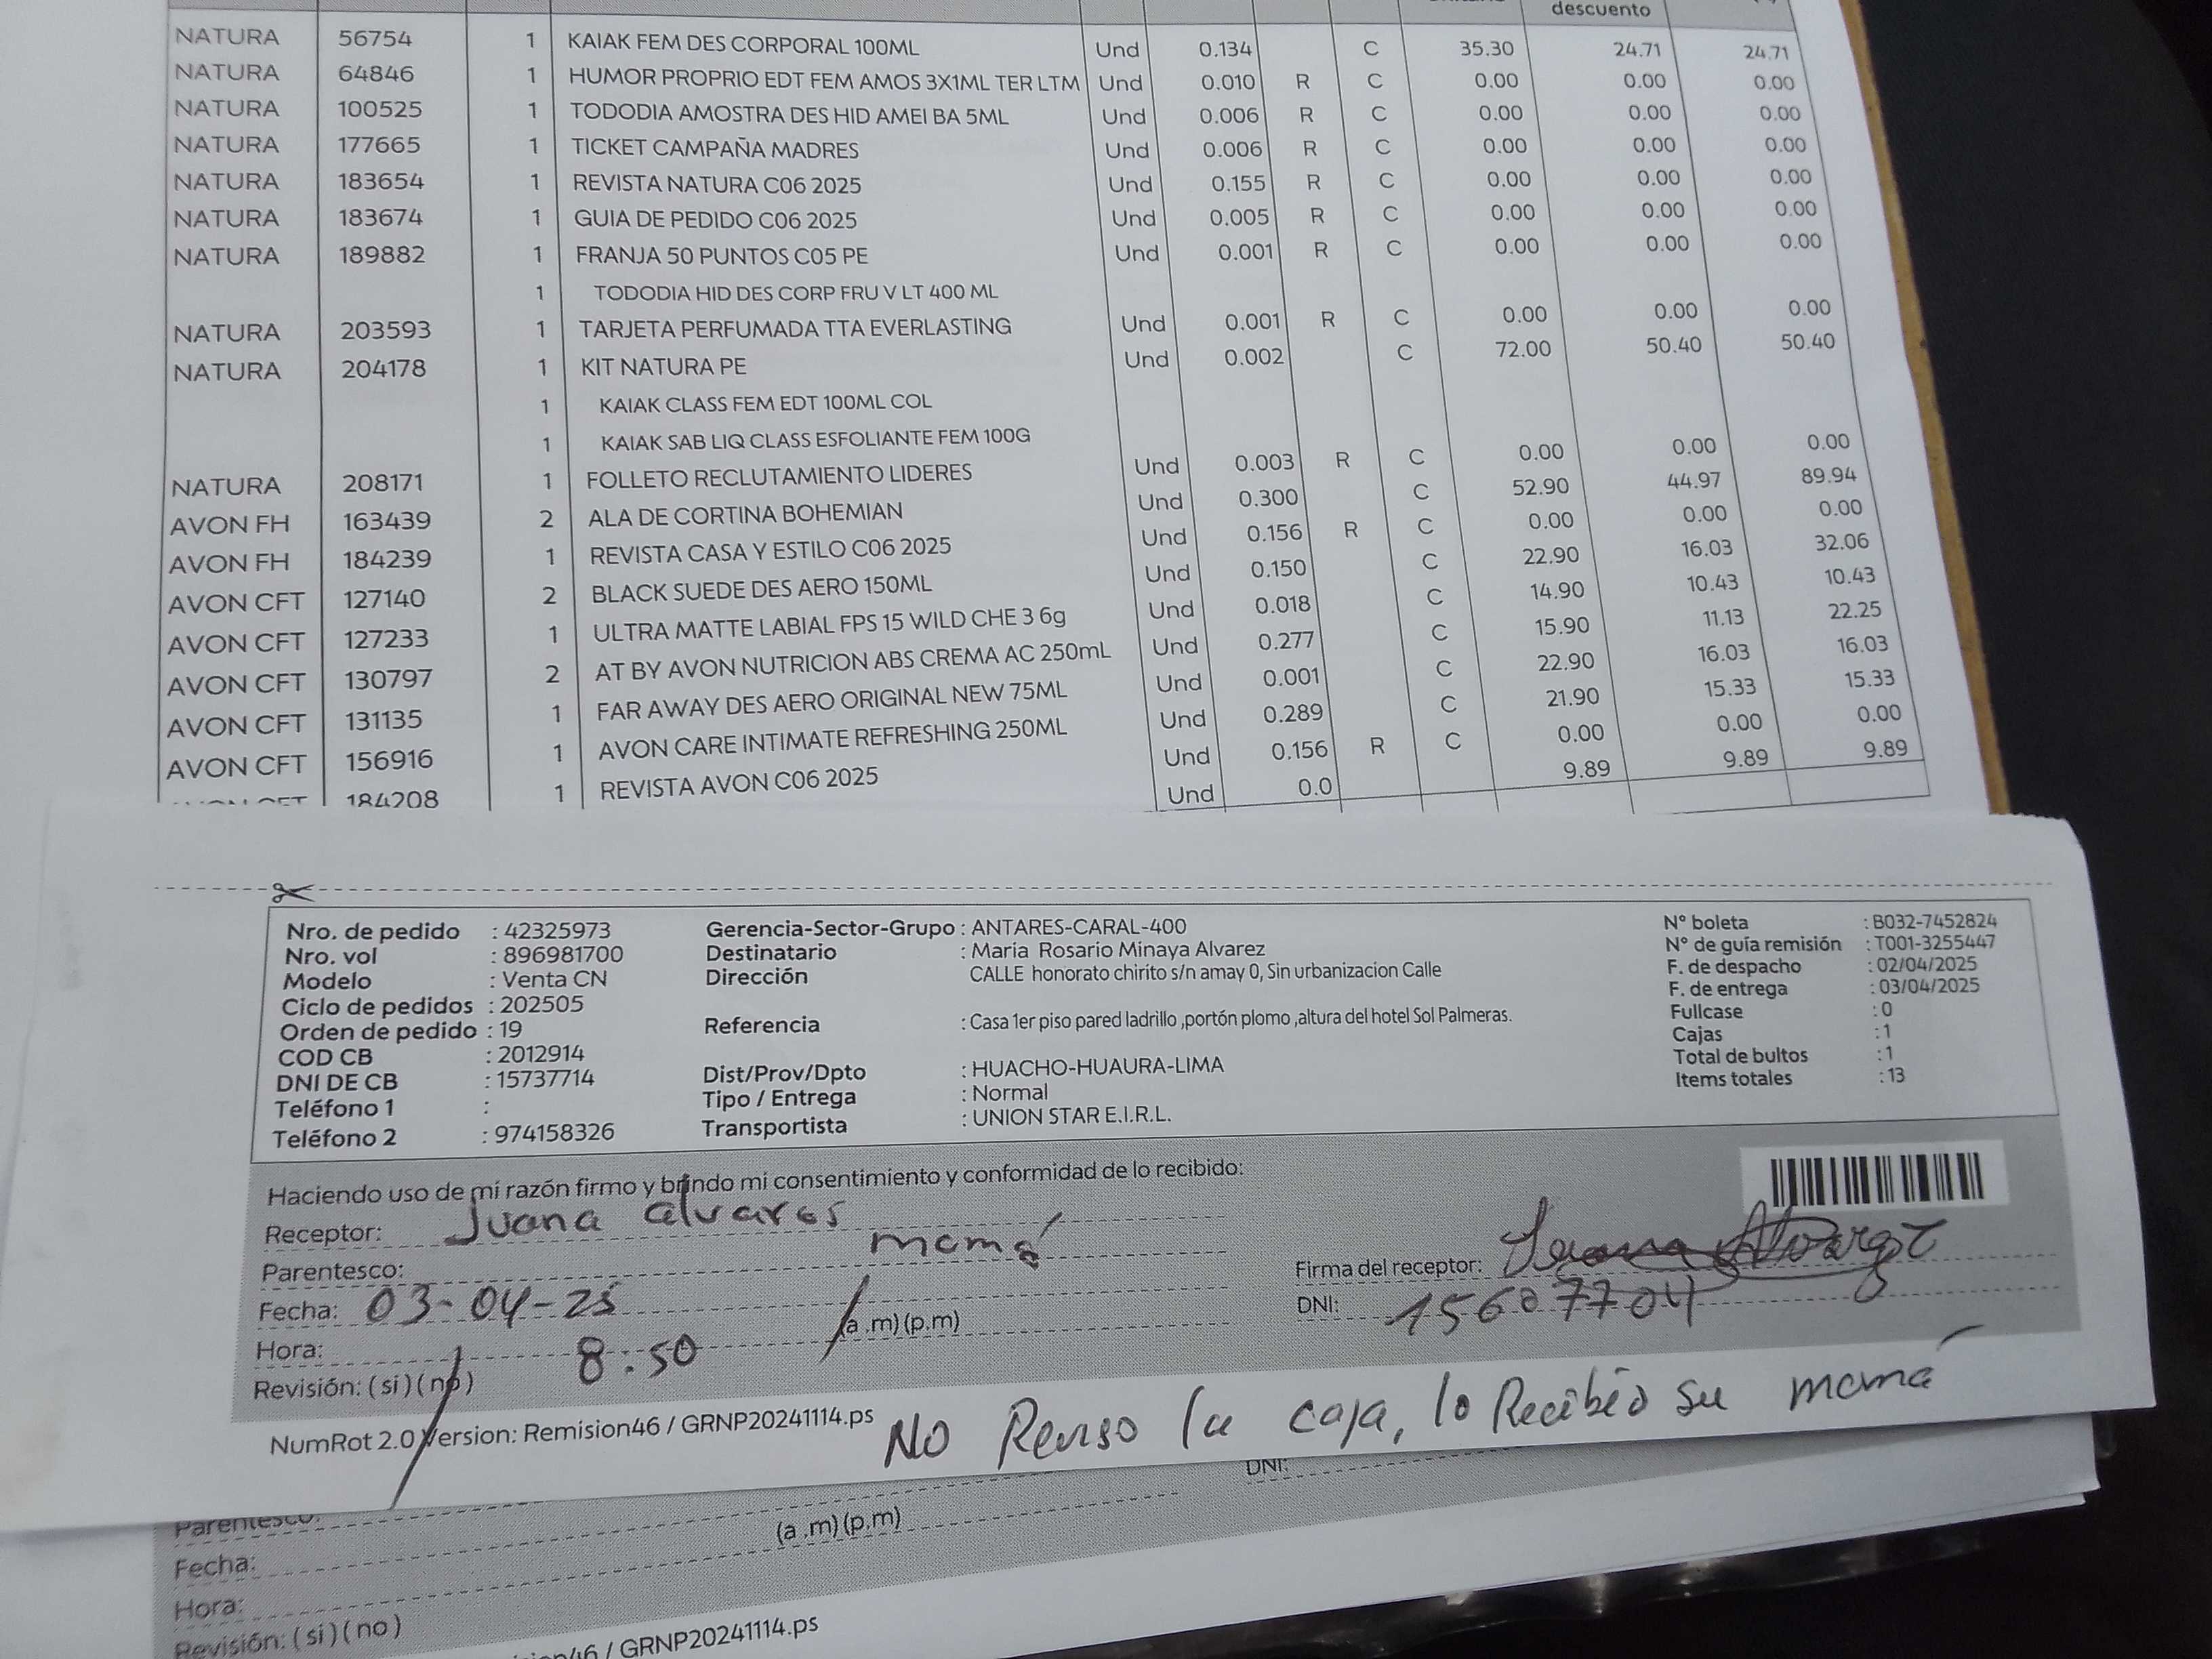 descuento
NATURA 56754 1 KAIAK FEM DES CORPORAL 100ML Und 0.134 C 35.30 24.71 24.71
NATURA 64846 1 HUMOR PROPRIO EDT FEM AMOS 3X1ML TER LTM Und 0.010 R C 0.00 0.00 0.00
NATURA 100525 1 TODODIA AMOSTRA DES HID AMEI BA 5ML Und 0.006 R C 0.00 0.00 0.00
NATURA 177665 1 TICKET CAMPAÑA MADRES Und 0.006 R C 0.00 0.00 0.00
NATURA 183654 1 REVISTA NATURA C06 2025 Und 0.155 R C 0.00 0.00 0.00
NATURA 183674 1 GUIA DE PEDIDO C06 2025 Und 0.005 R C 0.00 0.00 0.00
NATURA 189882 1 FRANJA 50 PUNTOS C05 PE Und 0.001 R C 0.00 0.00 0.00
1 TODODIA HID DES CORP FRU V LT 400 ML
NATURA 203593 1 TARJETA PERFUMADA TTA EVERLASTING Und 0.001 R C 0.00 0.00 0.00
NATURA 204178 1 KIT NATURA PE Und 0.002 C 72.00 50.40 50.40
1 KAIAK CLASS FEM EDT 100ML COL
1 KAIAK SAB LIQ CLASS ESFOLIANTE FEM 100G
NATURA 208171 1 FOLLETO RECLUTAMIENTO LIDERES Und 0.003 R C 0.00 0.00 0.00
AVON FH 163439 2 ALA DE CORTINA BOHEMIAN Und 0.300 C 52.90 44.97 89.94
AVON FH 184239 1 REVISTA CASA Y ESTILO C06 2025 Und 0.156 R C 0.00 0.00 0.00
AVON CFT 127140 2 BLACK SUEDE DES AERO 150ML Und 0.150 C 22.90 16.03 32.06
AVON CFT 127233 1 ULTRA MATTE LABIAL FPS 15 WILD CHE 3 6g Und 0.018 C 14.90 10.43 10.43
AVON CFT 130797 2 AT BY AVON NUTRICION ABS CREMA AC 250mL Und 0.277 C 15.90 11.13 22.25
AVON CFT 131135 1 FAR AWAY DES AERO ORIGINAL NEW 75ML Und 0.001 C 22.90 16.03 16.03
AVON CFT 156916 1 AVON CARE INTIMATE REFRESHING 250ML Und 0.289 C 21.90 15.33 15.33
184208 1 REVISTA AVON C06 2025 Und 0.156 R C 0.00 0.00 0.00
Und 0.0 9.89 9.89 9.89
Nro. de pedido : 42325973 Gerencia-Sector-Grupo : ANTARES-CARAL-400 N° boleta : B032-7452824
Nro. vol : 896981700 Destinatario : Maria Rosario Minaya Alvarez N° de guía remisión : T001-3255447
Modelo : Venta CN Dirección CALLE honorato chirito s/n amay 0, Sin urbanizacion Calle F. de despacho : 02/04/2025
Ciclo de pedidos : 202505 F. de entrega : 03/04/2025
Orden de pedido : 19 Referencia : Casa 1er piso pared ladrillo ,portón plomo ,altura del hotel Sol Palmeras. Fullcase : 0
COD CB : 2012914 Cajas : 1
DNI DE CB : 15737714 Dist/Prov/Dpto : HUACHO-HUAURA-LIMA Total de bultos : 1
Teléfono 1 : Tipo / Entrega : Normal Items totales : 13
Teléfono 2 : 974158326 Transportista : UNION STAR E.I.R.L.
Haciendo uso de mi razón firmo y brindo mi consentimiento y conformidad de lo recibido:
Receptor: Juana alvares
Parentesco: mamá
Firma del receptor: Juana Alvarez
Fecha: 03-04-25
DNI: 15607704
Hora: 8:50 (a .m) (p.m)
Revisión: ( si ) ( no )
NumRot 2.0 Version: Remision46 / GRNP20241114.ps
No Reviso la caja, lo Recibio su mamá
Parentesco:
DNI:
Fecha: (a .m) (p.m)
Hora:
Revisión: ( si ) ( no )
/ GRNP20241114.ps